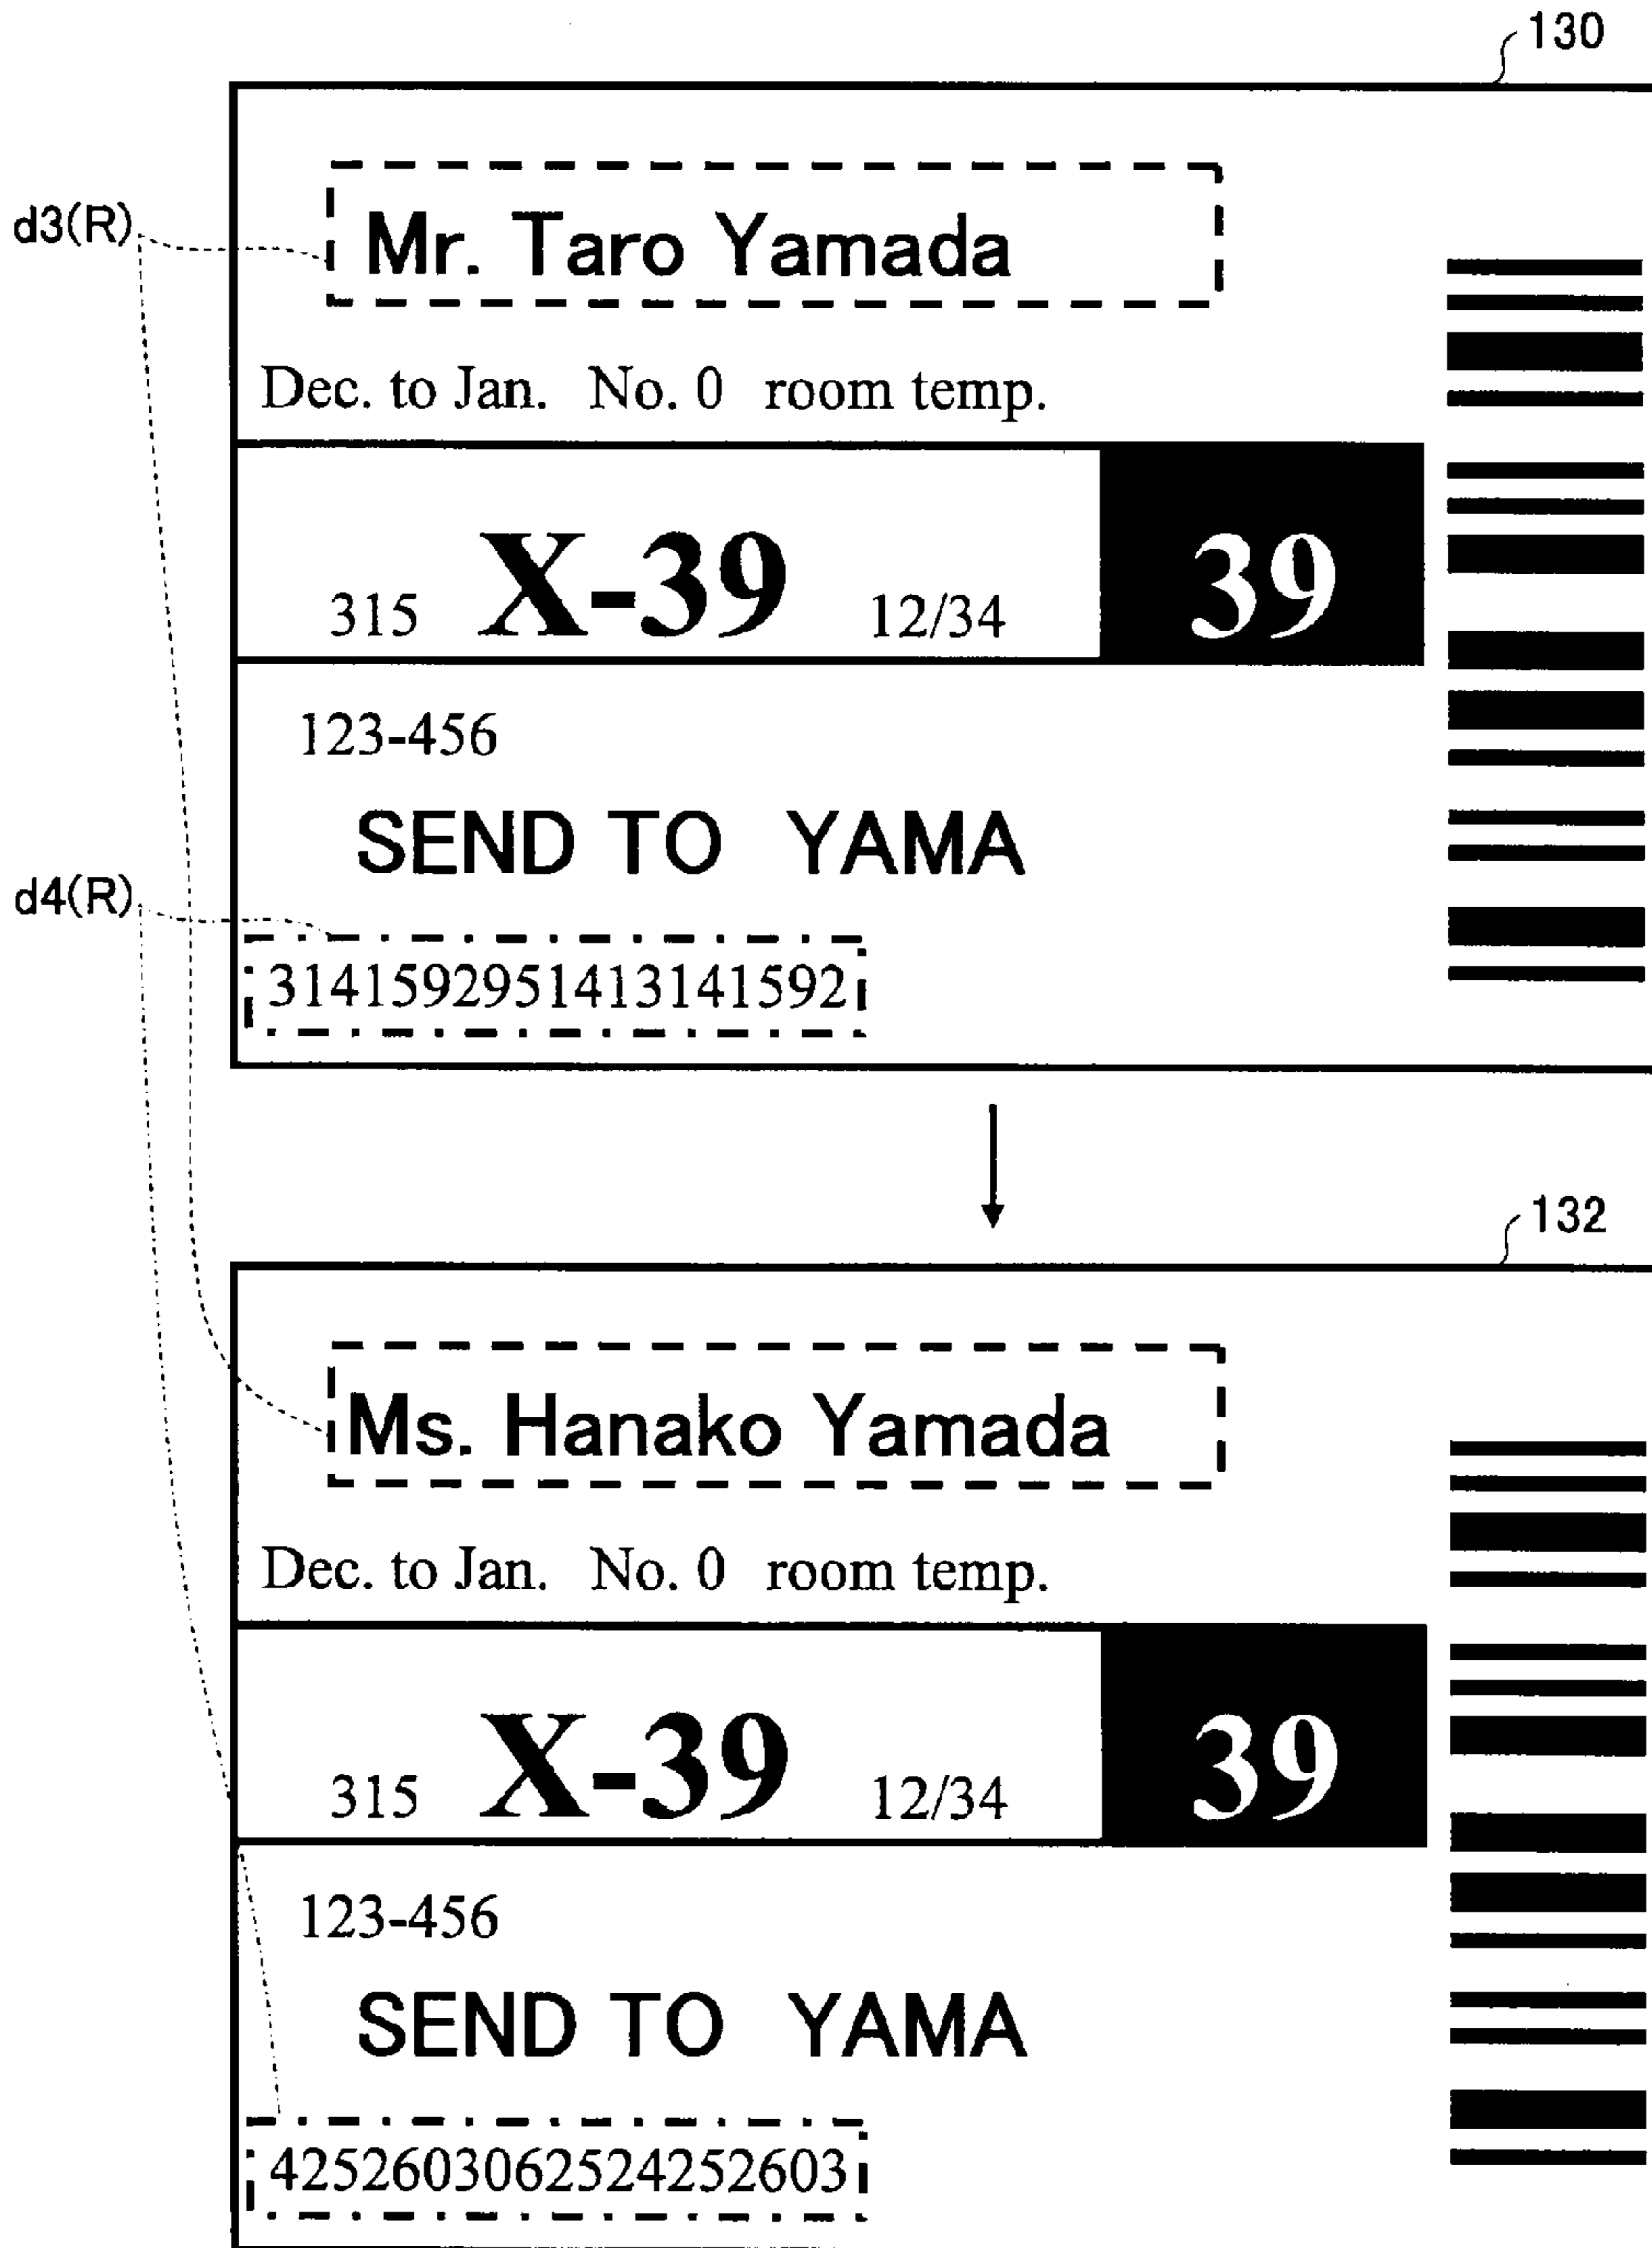 130
d3(R)
Mr. Taro Yamada
Dec. to Jan. No. 0 room temp.
315 X-39 12/34 39
123-456
SEND TO YAMA
d4(R)
3141592951413141592
132
Ms. Hanako Yamada
Dec. to Jan. No. 0 room temp.
315 X-39 12/34 39
123-456
SEND TO YAMA
4252603062524252603